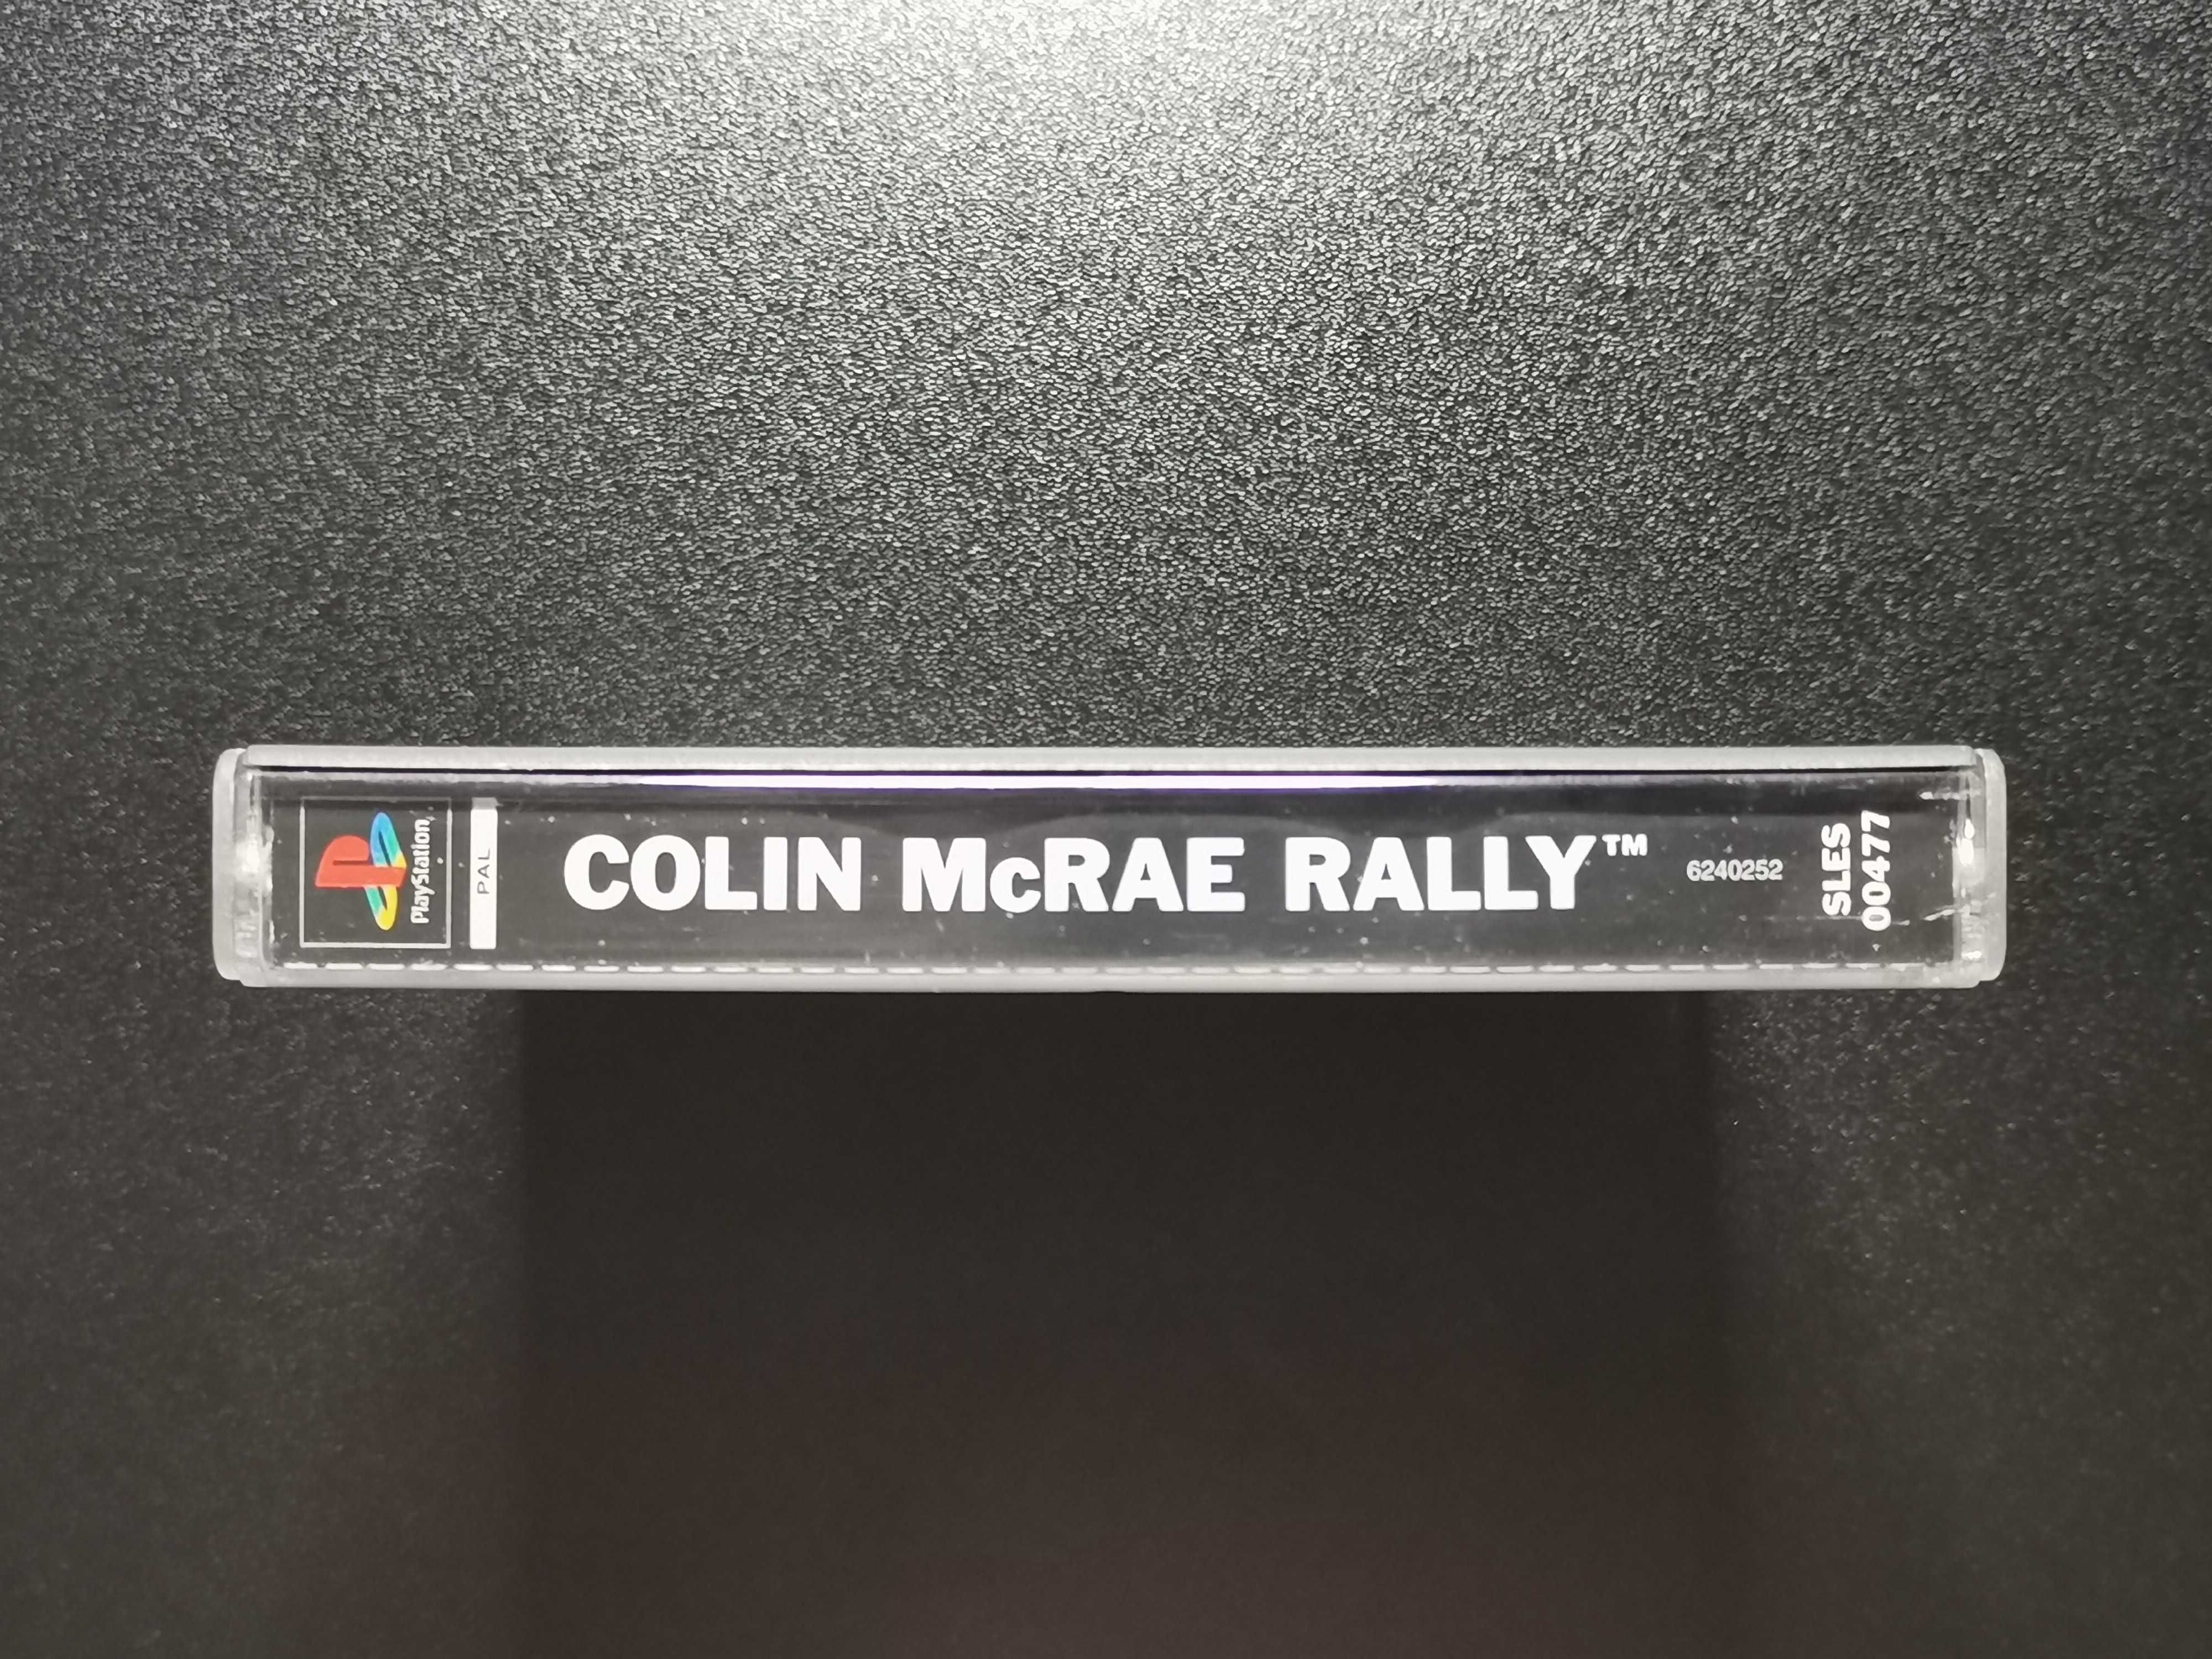 PlayStation
PAL
COLIN McRAE RALLY™
6240252
SLES
00477